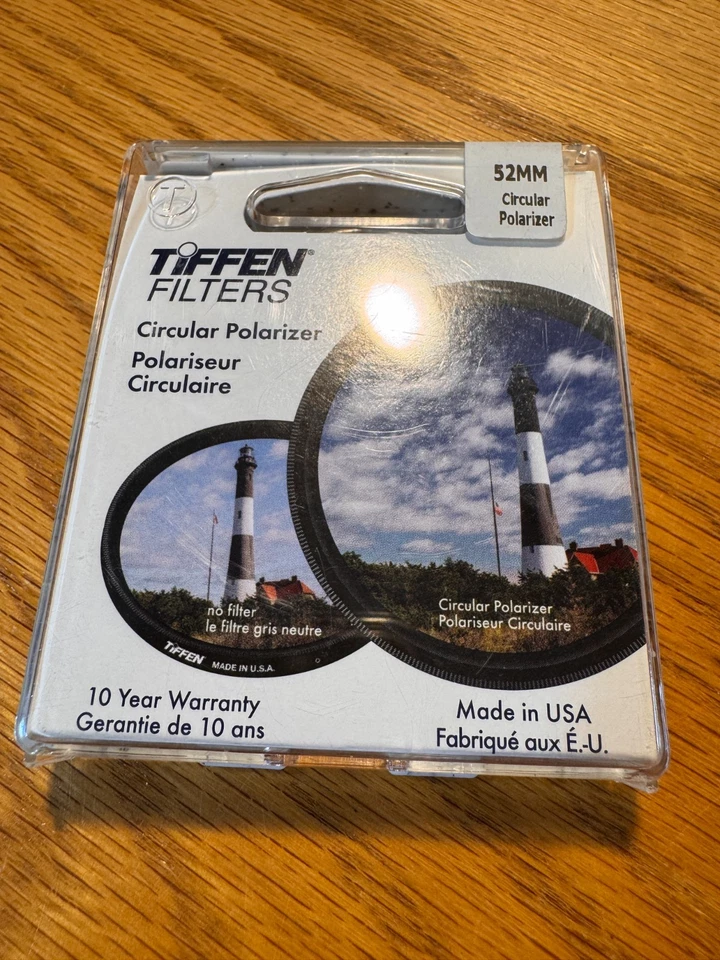 52MM
Circular
Polarizer
TiFFEN®
FILTERS
Circular Polarizer
Polariseur
Circulaire
no filter
le filtre gris neutre
Circular Polarizer
Polariseur Circulaire
TiFFEN MADE IN U.S.A.
10 Year Warranty
Gerantie de 10 ans
Made in USA
Fabriqué aux É.-U.